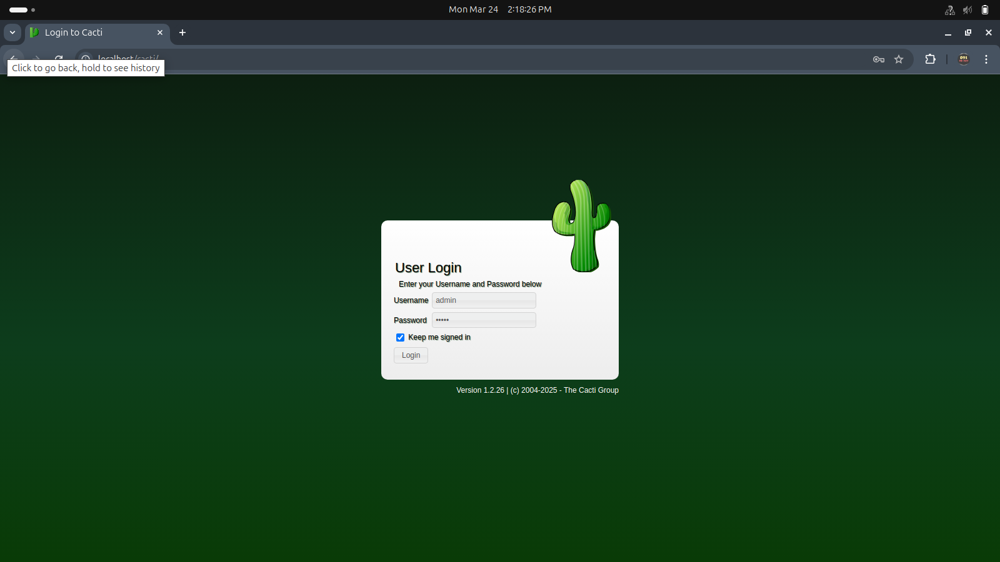 Mon Mar 24 2:18:26 PM
Login to Cacti
localhost/cacti/
Click to go back, hold to see history
User Login
Enter your Username and Password below
Username admin
Password •••••
Keep me signed in
Login
Version 1.2.26 | (c) 2004-2025 - The Cacti Group